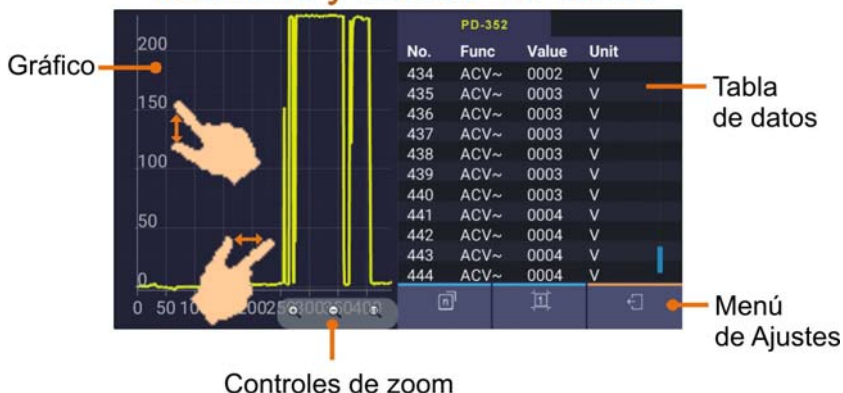 y
PD-352
No. Func Value Unit
434 ACV~ 0002 V
435 ACV~ 0003 V
436 ACV~ 0003 V
437 ACV~ 0003 V
438 ACV~ 0003 V
439 ACV~ 0003 V
440 ACV~ 0003 V
441 ACV~ 0004 V
442 ACV~ 0004 V
443 ACV~ 0004 V
444 ACV~ 0004 V
200
150
100
50
0
0 50
Gráfico
Tabla
de datos
Menú
de Ajustes
Controles de zoom